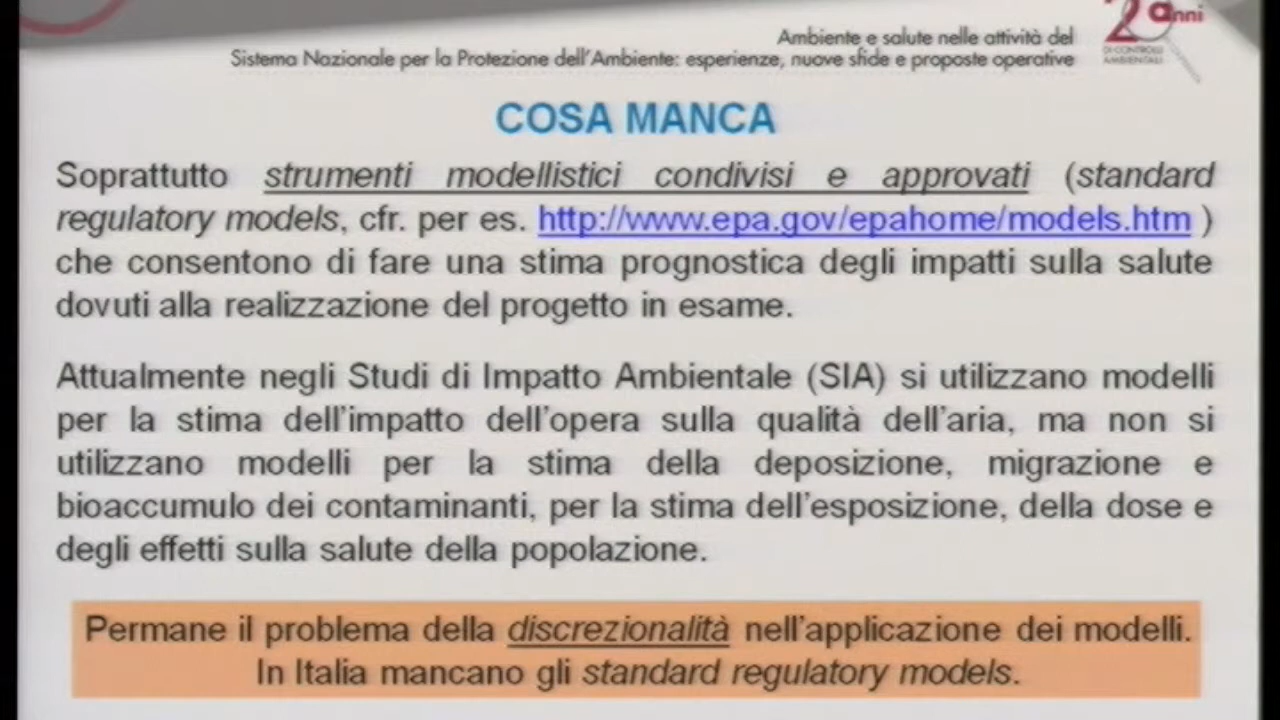 20 anni
DI CONTROLLI
AMBIENTALI
Ambiente e salute nelle attività del
Sistema Nazionale per la Protezione dell'Ambiente: esperienze, nuove sfide e proposte operative
COSA MANCA
Soprattutto strumenti modellistici condivisi e approvati (standard
regulatory models, cfr. per es. http://www.epa.gov/epahome/models.htm )
che consentono di fare una stima prognostica degli impatti sulla salute
dovuti alla realizzazione del progetto in esame.
Attualmente negli Studi di Impatto Ambientale (SIA) si utilizzano modelli
per la stima dell'impatto dell'opera sulla qualità dell'aria, ma non si
utilizzano modelli per la stima della deposizione, migrazione e
bioaccumulo dei contaminanti, per la stima dell'esposizione, della dose e
degli effetti sulla salute della popolazione.
Permane il problema della discrezionalità nell'applicazione dei modelli.
In Italia mancano gli standard regulatory models.